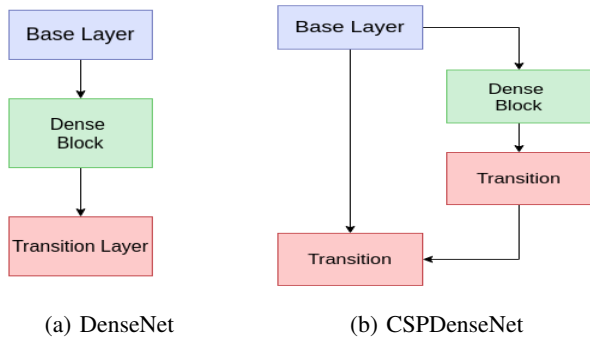 Base Layer
Dense
Block
Transition Layer
(a) DenseNet
Base Layer
Dense
Block
Transition
Transition
(b) CSPDenseNet